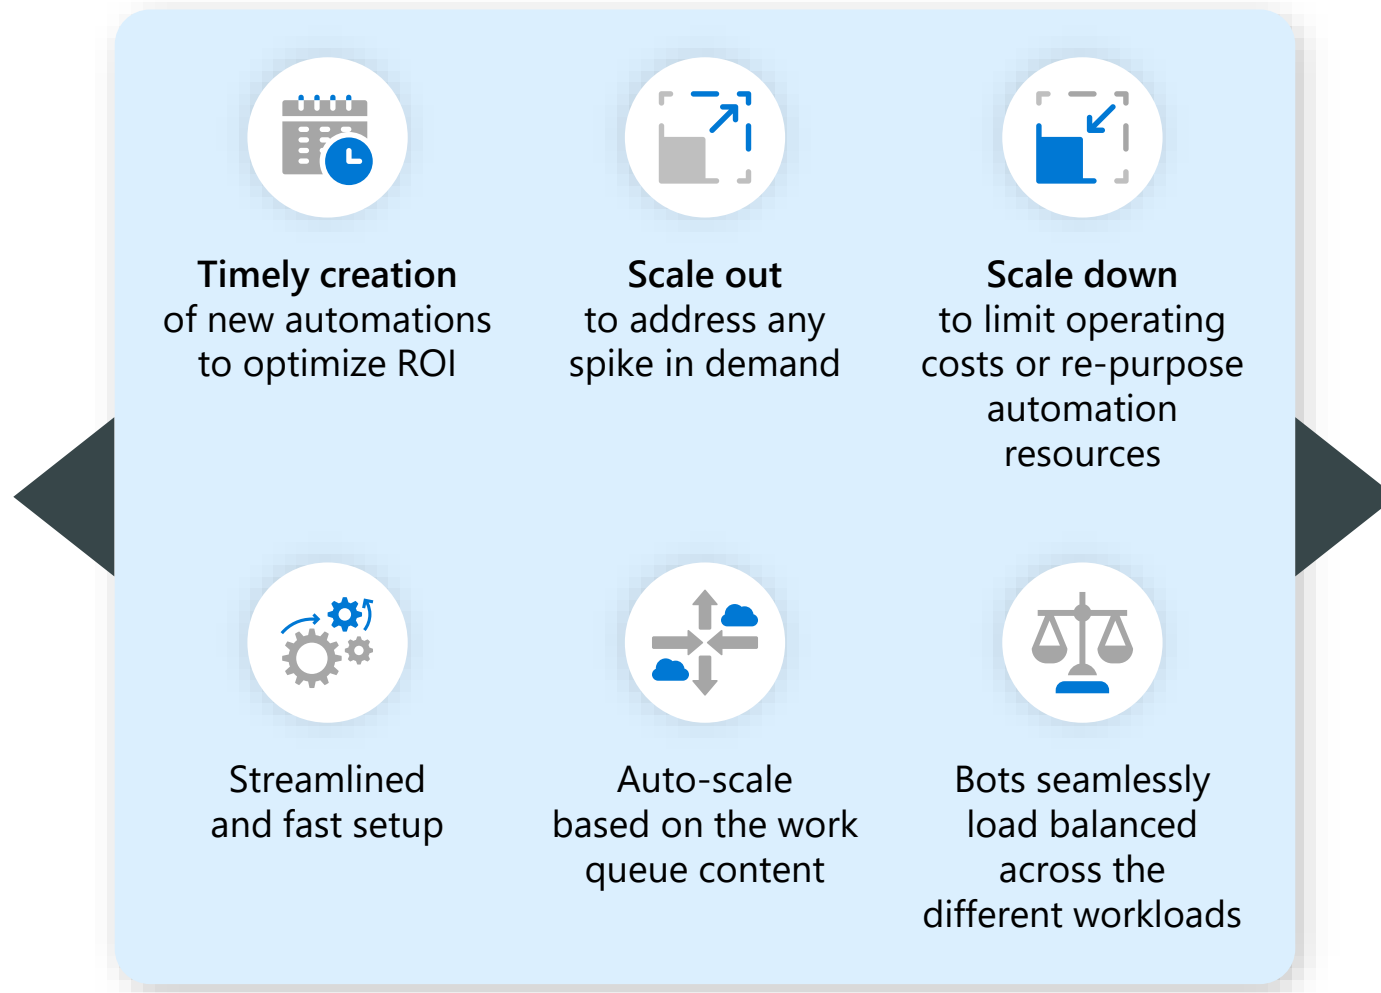 Timely creation
of new automations
to optimize ROI
Scale out
to address any
spike in demand
Scale down
to limit operating
costs or re-purpose
automation
resources
Streamlined
and fast setup
Auto-scale
based on the work
queue content
Bots seamlessly
load balanced
across the
different workloads